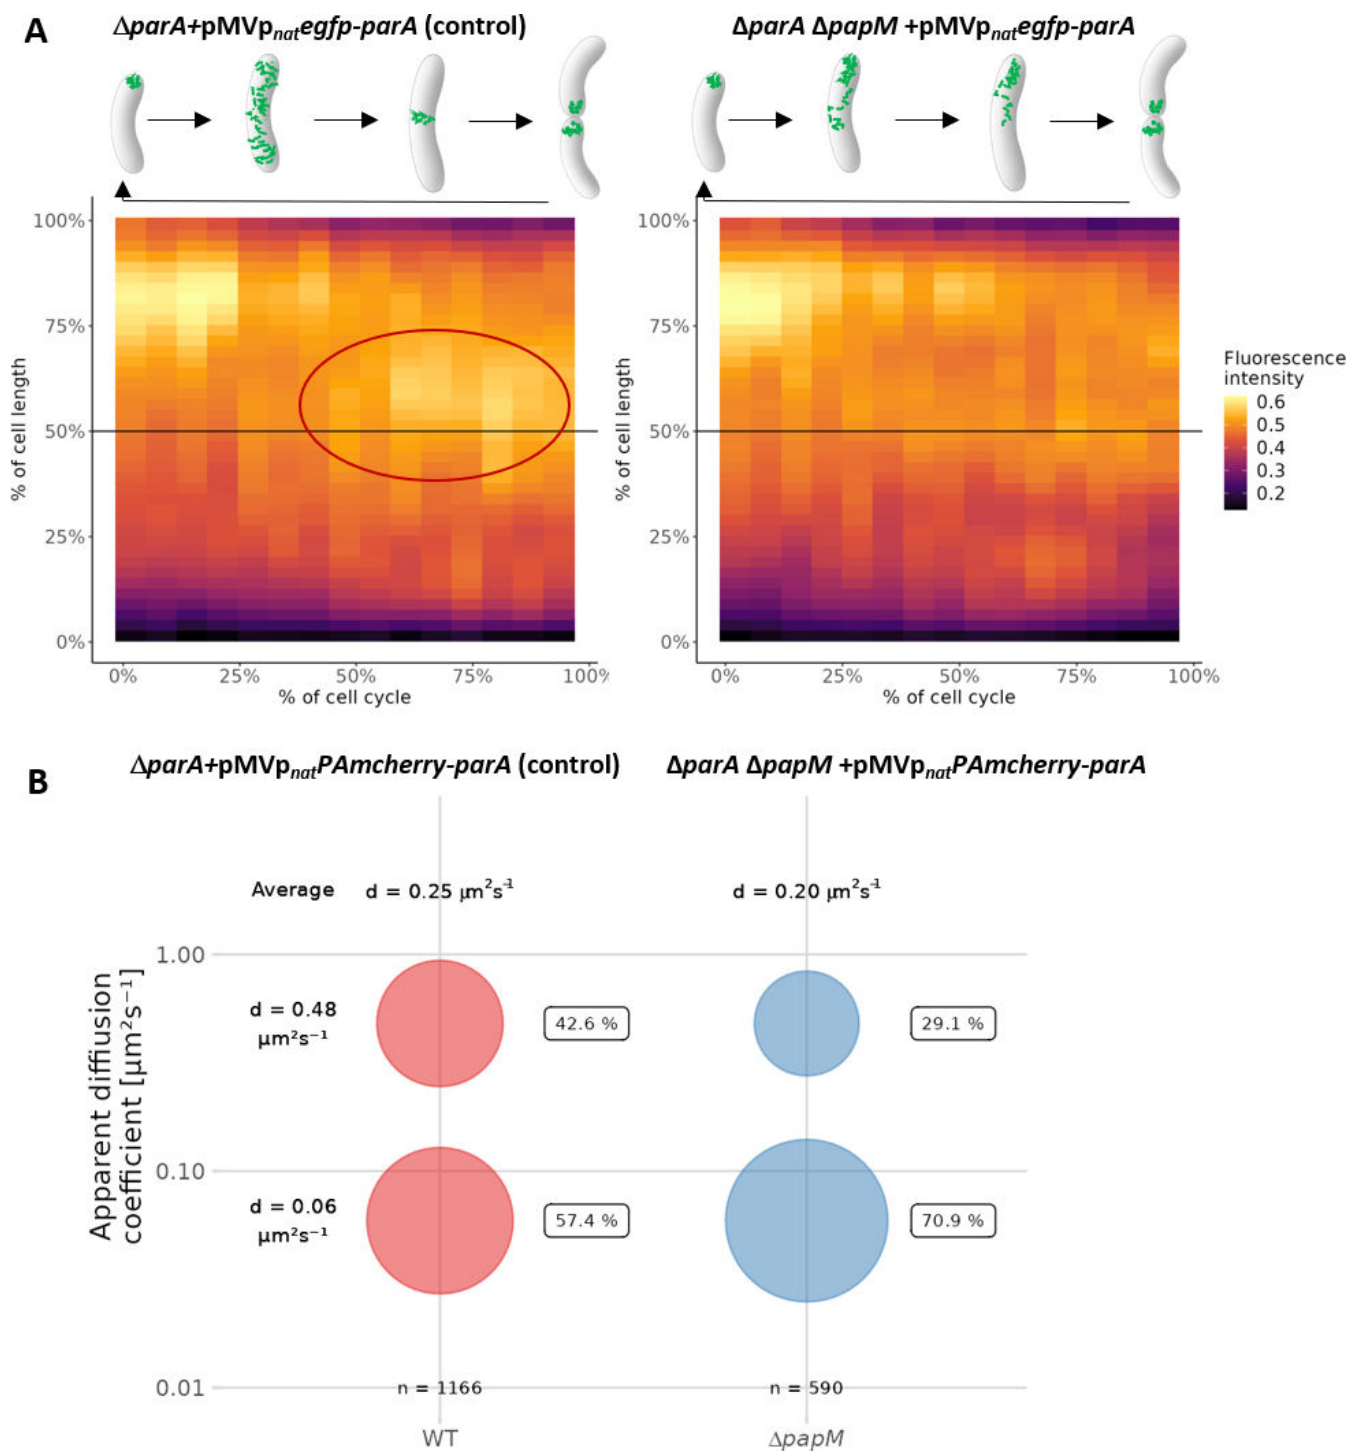 A
ΔparA+pMVpnategfp-parA (control)
ΔparA ΔpapM +pMVpnategfp-parA
100%
75%
50%
25%
0%
% of cell length
0%
25%
50%
75%
100%
% of cell cycle
100%
75%
50%
25%
0%
% of cell length
0%
25%
50%
75%
100%
% of cell cycle
Fluorescence
intensity
0.6
0.5
0.4
0.3
0.2
B
ΔparA+pMVpnatPAmcherry-parA (control)
ΔparA ΔpapM +pMVpnatPAmcherry-parA
Average
d = 0.25 μm²s⁻¹
d = 0.20 μm²s⁻¹
Apparent diffiusion
coefficient [μm²s⁻¹]
1.00
d = 0.48
μm²s⁻¹
42.6 %
29.1 %
0.10
d = 0.06
μm²s⁻¹
57.4 %
70.9 %
0.01
n = 1166
n = 590
WT
ΔpapM